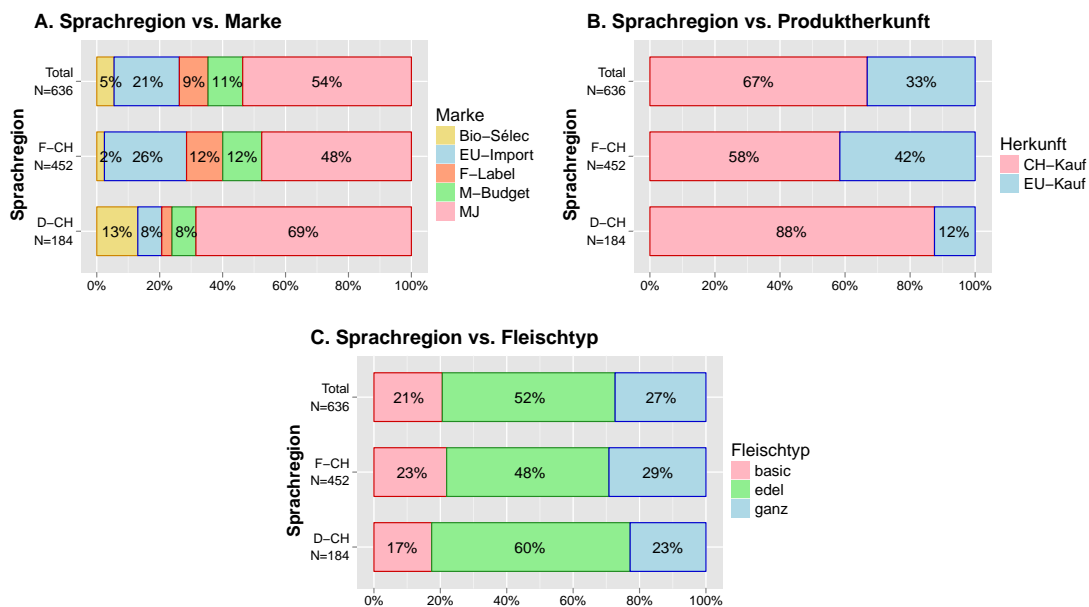 A. Sprachregion vs. Marke
Sprachregion
Total
N=636
5% 21% 9% 11% 54%
F−CH
N=452
2% 26% 12% 12% 48%
D−CH
N=184
13% 8% 8% 69%
0% 20% 40% 60% 80% 100%
Marke
Bio−Sélec
EU−Import
F−Label
M−Budget
MJ
B. Sprachregion vs. Produktherkunft
Sprachregion
Total
N=636
67% 33%
F−CH
N=452
58% 42%
D−CH
N=184
88% 12%
0% 20% 40% 60% 80% 100%
Herkunft
CH−Kauf
EU−Kauf
C. Sprachregion vs. Fleischtyp
Sprachregion
Total
N=636
21% 52% 27%
F−CH
N=452
23% 48% 29%
D−CH
N=184
17% 60% 23%
0% 20% 40% 60% 80% 100%
Fleischtyp
basic
edel
ganz